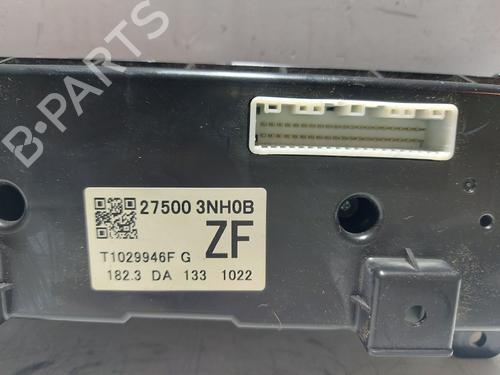 B-PARTS
27500 3NH0B
ZF
T1029946F G
182.3 DA 133 1022